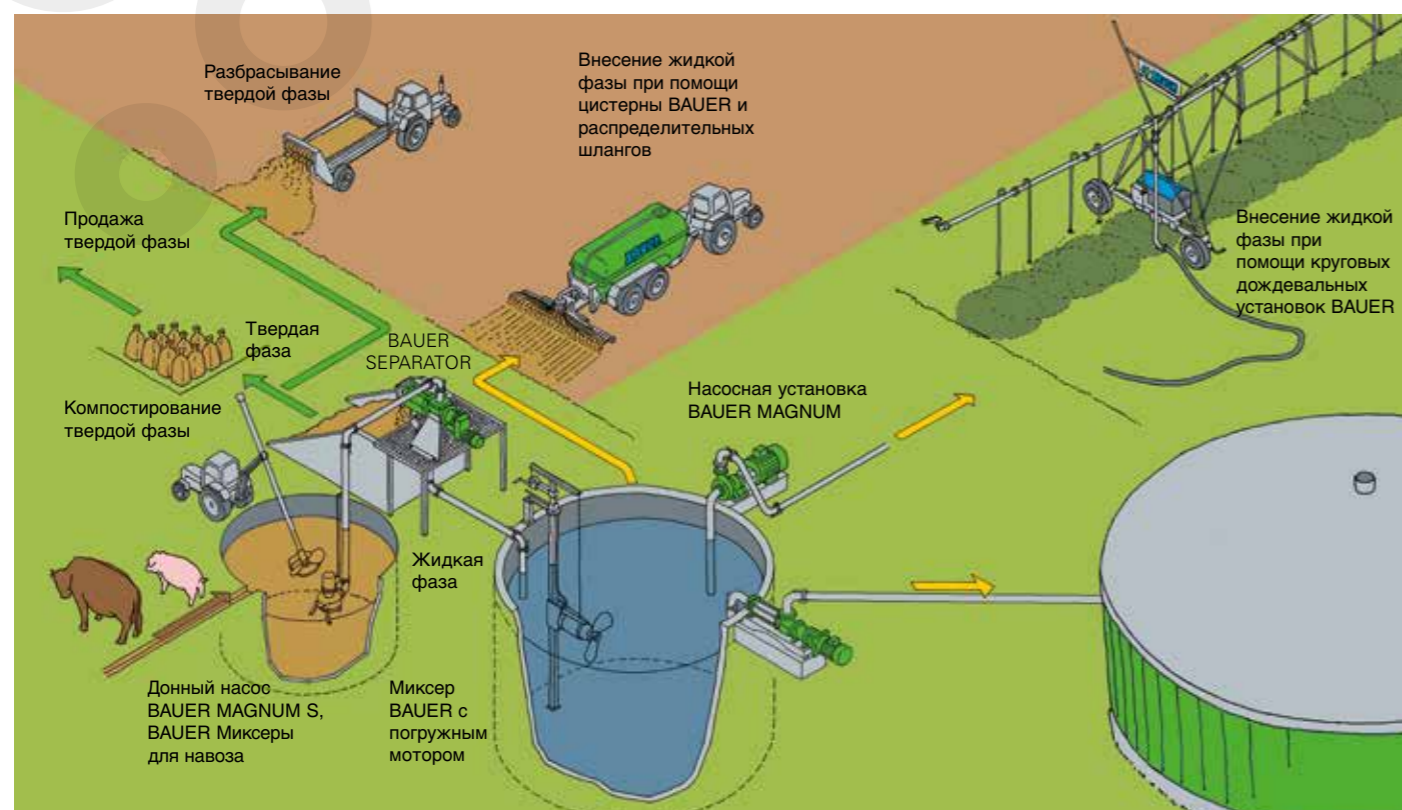 Разбрасывание
твердой фазы
Внесение жидкой
фазы при помощи
цистерны BAUER и
распределительных
шлангов
Продажа
твердой фазы
Внесение жидкой
фазы при
помощи круговых
дождевальных
установок BAUER
Твердая
фаза
BAUER
SEPARATOR
Насосная установка
BAUER MAGNUM
Компостирование
твердой фазы
Жидкая
фаза
Донный насос
BAUER MAGNUM S,
BAUER Миксеры
для навоза
Миксер
BAUER с
погружным
мотором